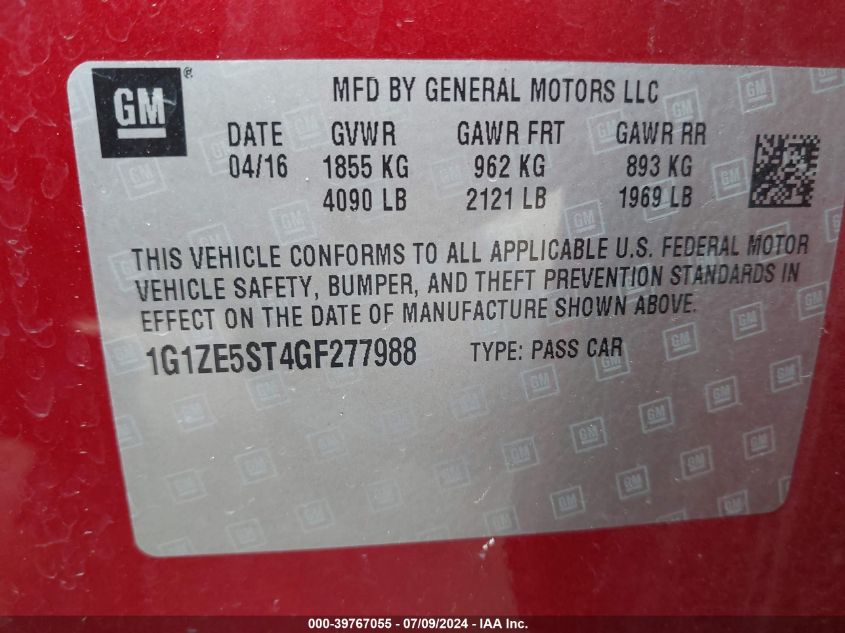 GM®
MFD BY GENERAL MOTORS LLC
DATE GVWR GAWR FRT GAWR RR
04/16 1855 KG 962 KG 893 KG
4090 LB 2121 LB 1969 LB
THIS VEHICLE CONFORMS TO ALL APPLICABLE U.S. FEDERAL MOTOR
VEHICLE SAFETY, BUMPER, AND THEFT PREVENTION STANDARDS IN
EFFECT ON THE DATE OF MANUFACTURE SHOWN ABOVE.
1G1ZE5ST4GF277988 TYPE: PASS CAR
000-39767055 - 07/09/2024 - IAA Inc.